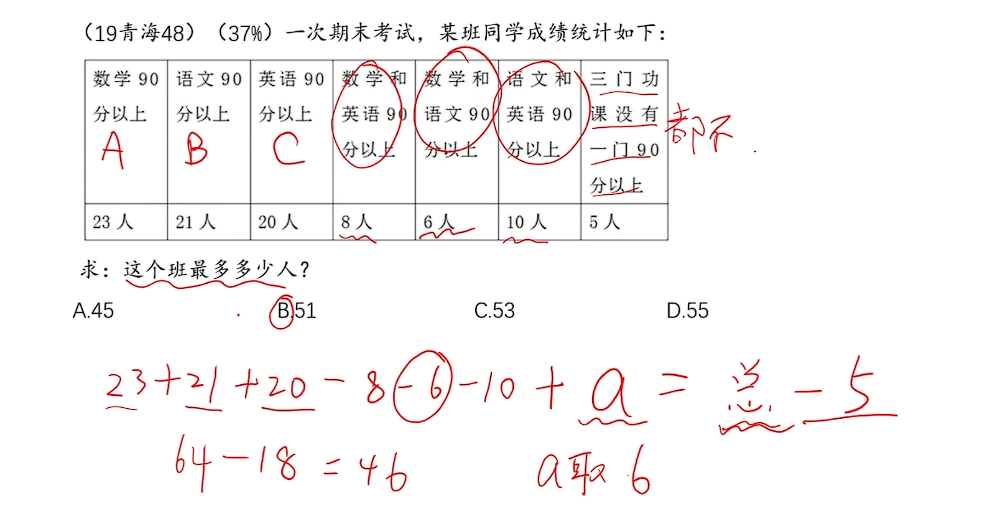 （19青海48）（37%）一次期末考试，某班同学成绩统计如下：
数学90分以上 语文90分以上 英语90分以上 数学和英语90分以上 数学和语文90分以上 语文和英语90分以上 三门功课没有一门90分以上
A B C 都不
23人 21人 20人 8人 6人 10人 5人
求：这个班最多多少人？
A.45 B.51 C.53 D.55
23+21+20-8-6-10+a=总-5
64-18=46 a取6